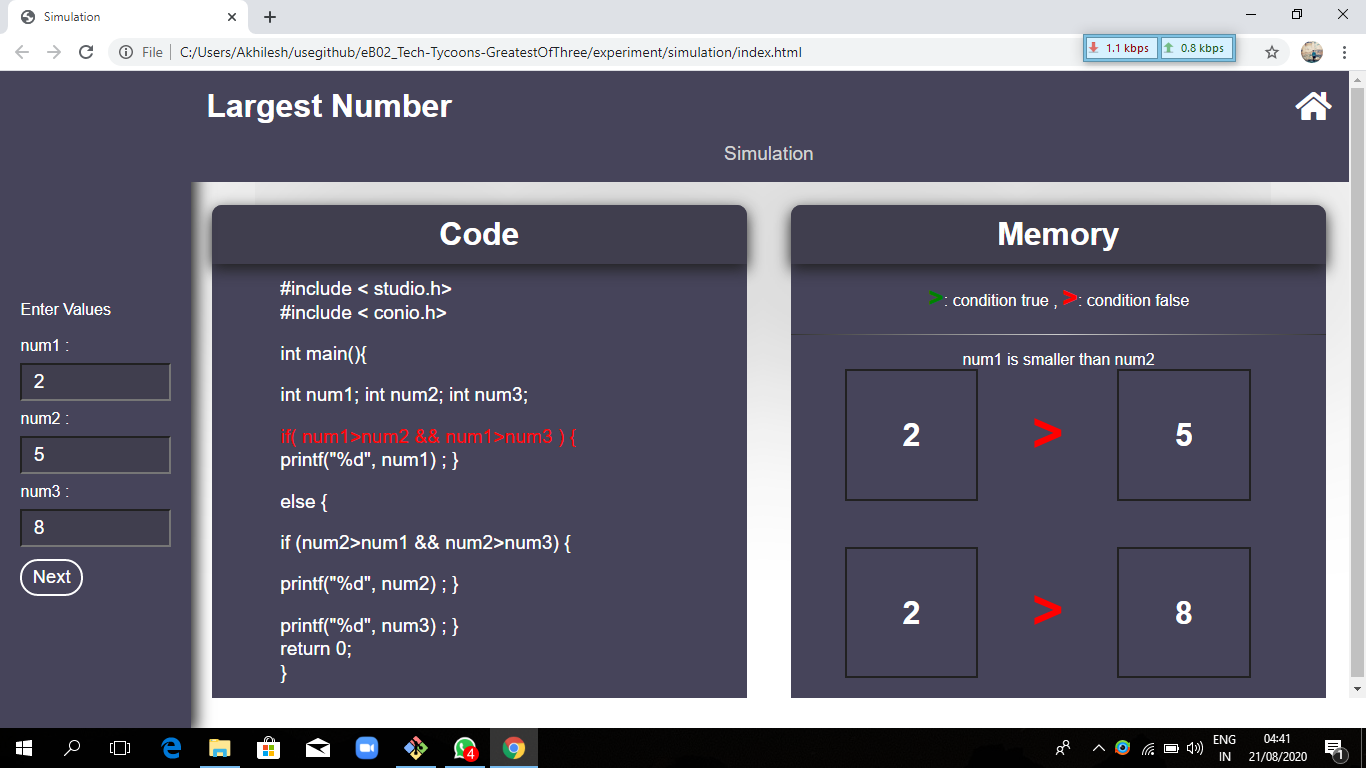 Simulation
File
C:/Users/Akhilesh/usegithub/eB02_Tech-Tycoons-GreatestOfThree/experiment/simulation/index.html
1.1 kbps
0.8 kbps
Largest Number
Simulation
Enter Values
num1 :
2
num2 :
5
num3 :
8
Next
Code
#include < studio.h>
#include < conio.h>
int main(){
int num1; int num2; int num3;
if( num1>num2 && num1>num3 ) {
printf("%d", num1) ; }
else {
if (num2>num1 && num2>num3) {
printf("%d", num2) ; }
printf("%d", num3) ; }
return 0;
}
Memory
>: condition true , >: condition false
num1 is smaller than num2
2 > 5
2 > 8
4
ENG
IN
04:41
21/08/2020
1